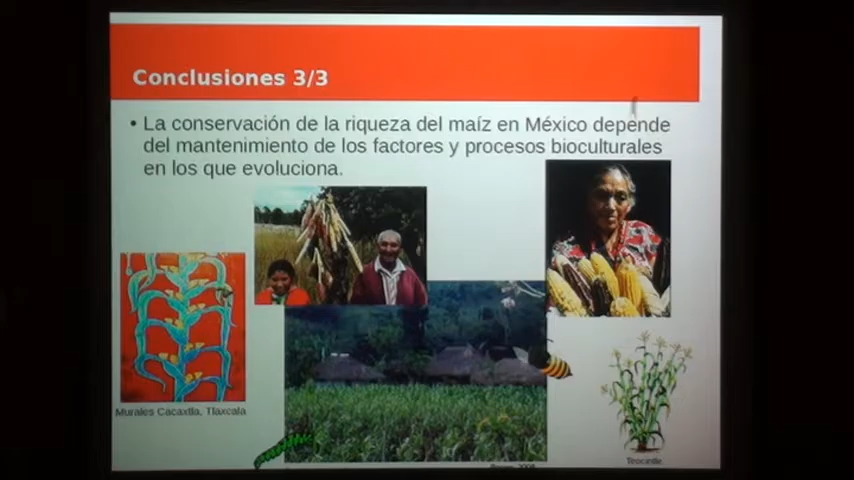 Conclusiones 3/3
• La conservación de la riqueza del maíz en México depende
del mantenimiento de los factores y procesos bioculturales
en los que evoluciona.
Murales Cacaxtla, Tlaxcala
Teocintle